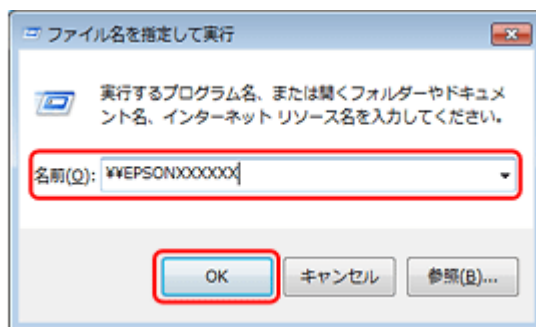 ファイル名を指定して実行
実行するプログラム名、または開くフォルダーやドキュメ
ント名、インターネット リソース名を入力してください。
名前(O): ¥¥EPSONXXXXXX
OK キャンセル 参照(B)...